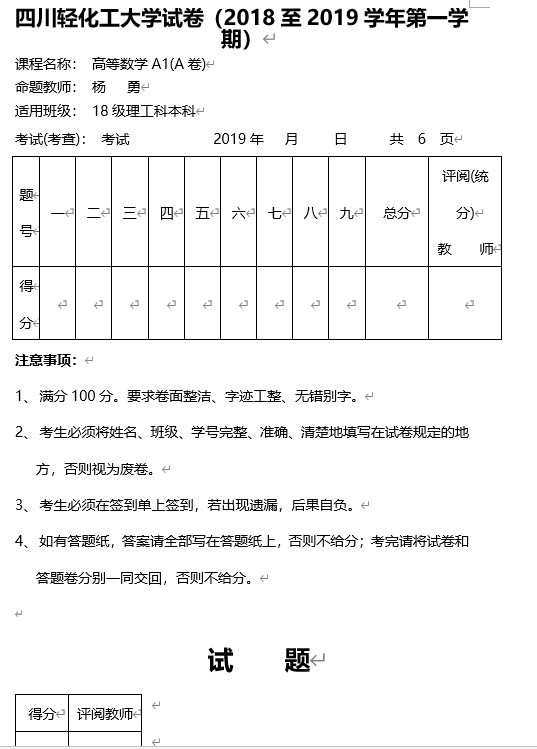 四川轻化工大学试卷（2018 至 2019 学年第一学
期）
课程名称： 高等数学 A1(A 卷)
命题教师： 杨 勇
适用班级： 18 级理工科本科
考试(考查)： 考试 2019 年 月 日 共 6 页
题号 一 二 三 四 五 六 七 八 九 总分 评阅(统分)教 师
得分
注意事项：
1、 满分 100 分。要求卷面整洁、字迹工整、无错别字。
2、 考生必须将姓名、班级、学号完整、准确、清楚地填写在试卷规定的地
方，否则视为废卷。
3、 考生必须在签到单上签到，若出现遗漏，后果自负。
4、 如有答题纸，答案请全部写在答题纸上，否则不给分；考完请将试卷和
答题卷分别一同交回，否则不给分。
试 题
得分 评阅教师